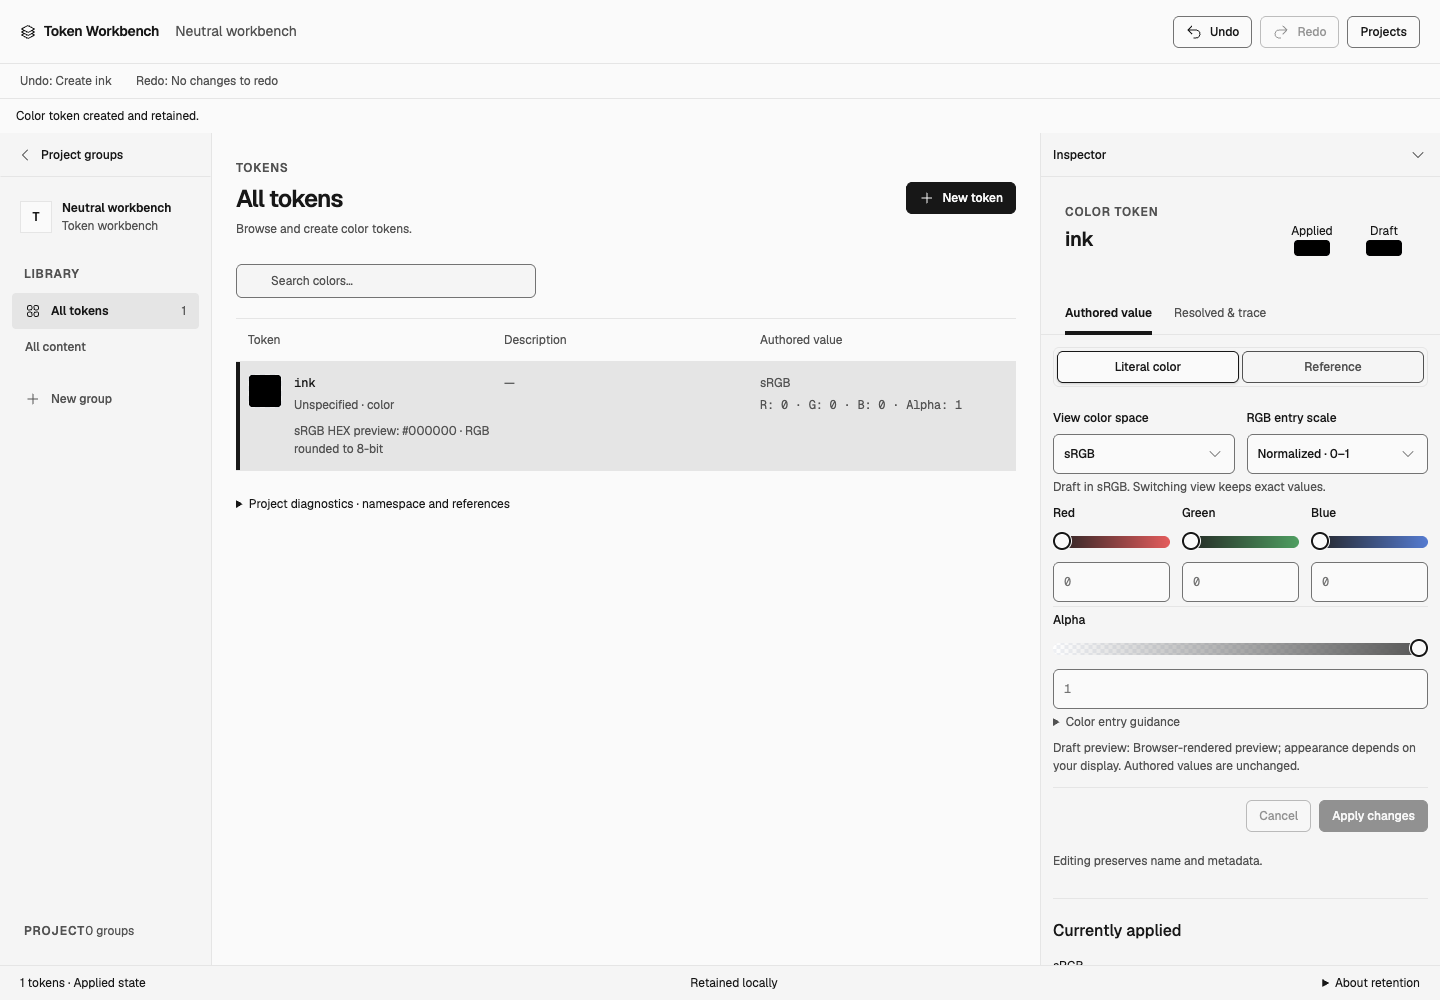 Token Workbench
Neutral workbench
Undo
Redo
Projects
Undo: Create ink
Redo: No changes to redo
Color token created and retained.
Project groups
T
Neutral workbench
Token workbench
LIBRARY
All tokens
1
All content
New group
PROJECT0 groups
TOKENS
All tokens
Browse and create color tokens.
New token
Search colors…
Token
Description
Authored value
ink
Unspecified · color
sRGB HEX preview: #000000 · RGB
rounded to 8-bit
—
sRGB
R: 0 · G: 0 · B: 0 · Alpha: 1
Project diagnostics · namespace and references
Inspector
COLOR TOKEN
ink
Applied
Draft
Authored value
Resolved & trace
Literal color
Reference
View color space
RGB entry scale
sRGB
Normalized · 0–1
Draft in sRGB. Switching view keeps exact values.
Red
Green
Blue
0
0
0
Alpha
1
Color entry guidance
Draft preview: Browser-rendered preview; appearance depends on
your display. Authored values are unchanged.
Cancel
Apply changes
Editing preserves name and metadata.
Currently applied
sRGB
1 tokens · Applied state
Retained locally
About retention